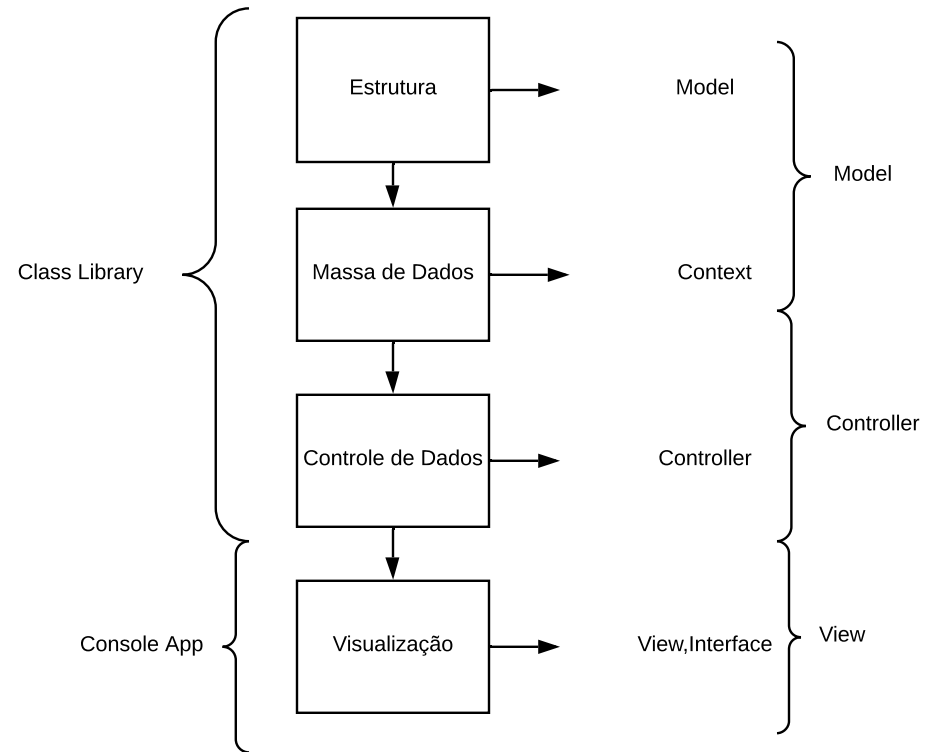 Estrutura
Model
Model
Class Library
Massa de Dados
Context
Controller
Controle de Dados
Controller
Console App
Visualização
View,Interface
View